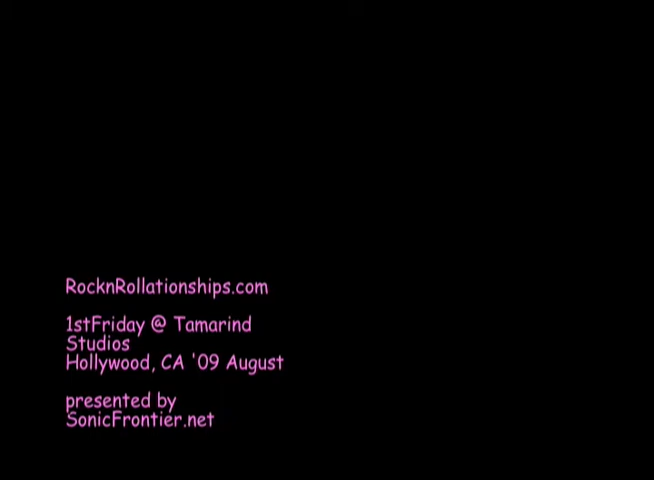 RocknRollationships.com
1stFriday @ Tamarind
Studios
Hollywood, CA '09 August
presented by
SonicFrontier.net